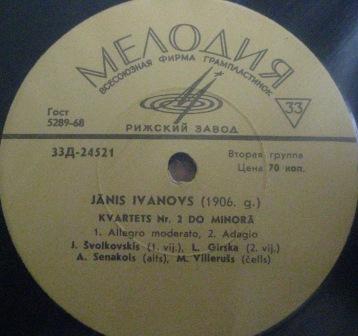 МЕЛОДИЯ
ВСЕСОЮЗНАЯ ФИРМА ГРАМПЛАСТИНОК
Гост
5289-68
33
РИЖСКИЙ ЗАВОД
33Д-24521
Вторая группа
Цена 70 коп.
JĀNIS IVANOVS (1906. g.)
KVARTETS Nr. 2 DO MINORĀ
1. Allegro moderato, 2. Adagio
J. Švolkovskis (1. vij.), L. Girska (2. vij.)
A. Senakols (alts), M. Villerušs (čells)